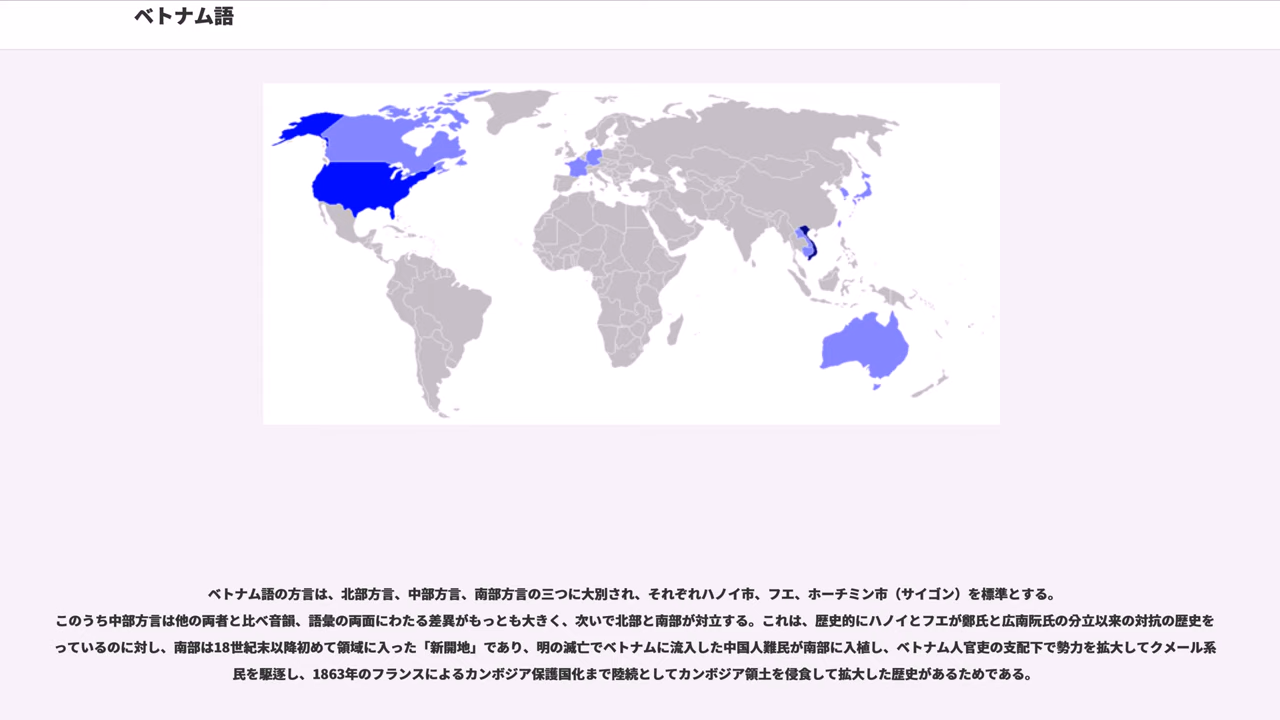 ベトナム語
ベトナム語の方言は、北部方言、中部方言、南部方言の三つに大別され、それぞれハノイ市、フエ、ホーチミン市（サイゴン）を標準とする。
このうち中部方言は他の両者と比べ音韻、語彙の両面にわたる差異がもっとも大きく、次いで北部と南部が対立する。これは、歴史的にハノイとフエが鄭氏と広南阮氏の分立以来の対抗の歴史を
っているのに対し、南部は18世紀末以降初めて領域に入った「新開地」であり、明の滅亡でベトナムに流入した中国人難民が南部に入植し、ベトナム人官吏の支配下で勢力を拡大してクメール系
民を駆逐し、1863年のフランスによるカンボジア保護国化まで陸続としてカンボジア領土を侵食して拡大した歴史があるためである。